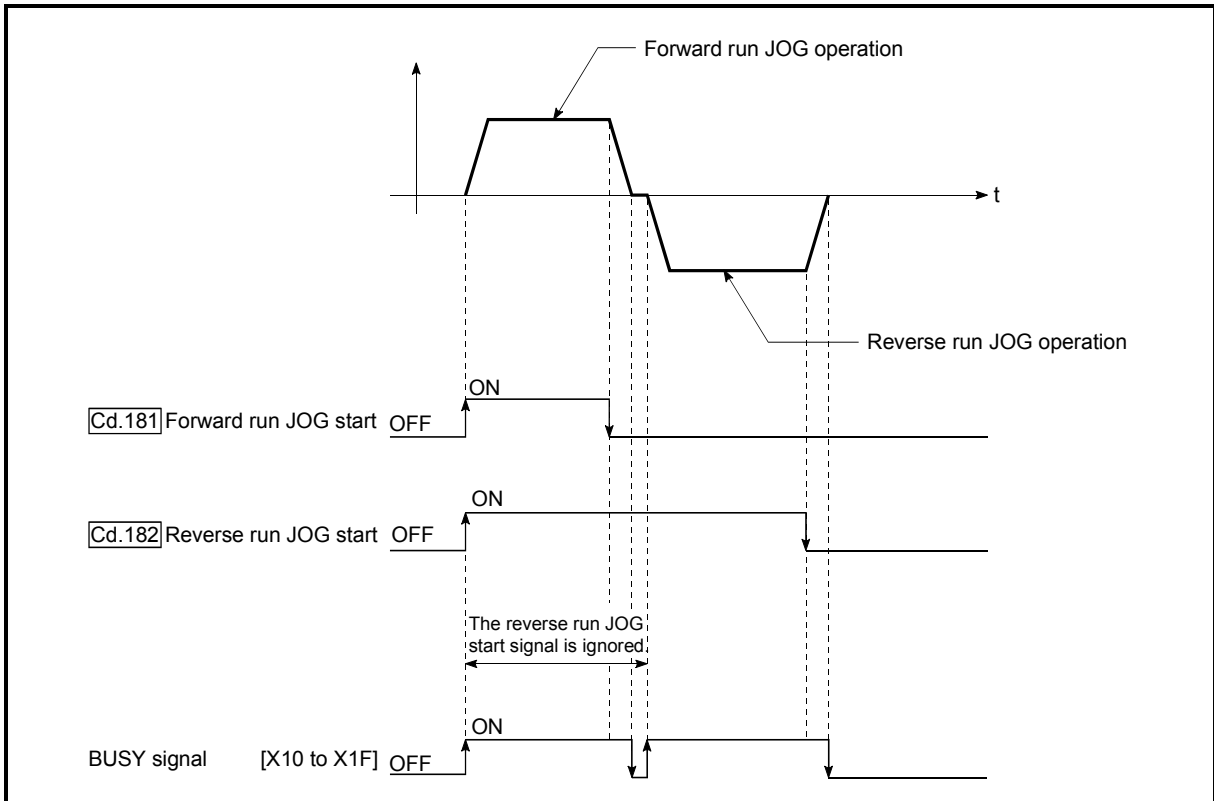 Forward run JOG operation
t
Reverse run JOG operation
ON
Cd.181 Forward run JOG start OFF
ON
Cd.182 Reverse run JOG start OFF
The reverse run JOG
start signal is ignored.
ON
BUSY signal [X10 to X1F] OFF